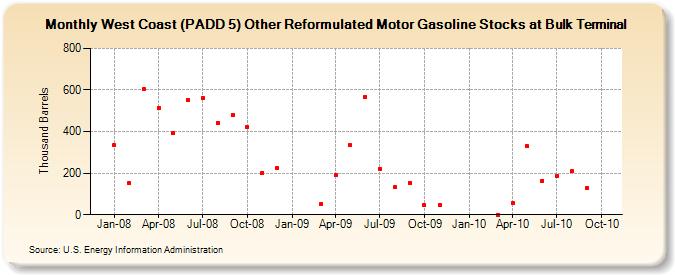 Monthly West Coast (PADD 5) Other Reformulated Motor Gasoline Stocks at Bulk Terminal
Thousand Barrels
800
600
400
200
0
Jan-08 Apr-08 Jul-08 Oct-08 Jan-09 Apr-09 Jul-09 Oct-09 Jan-10 Apr-10 Jul-10 Oct-10
Source: U.S. Energy Information Administration